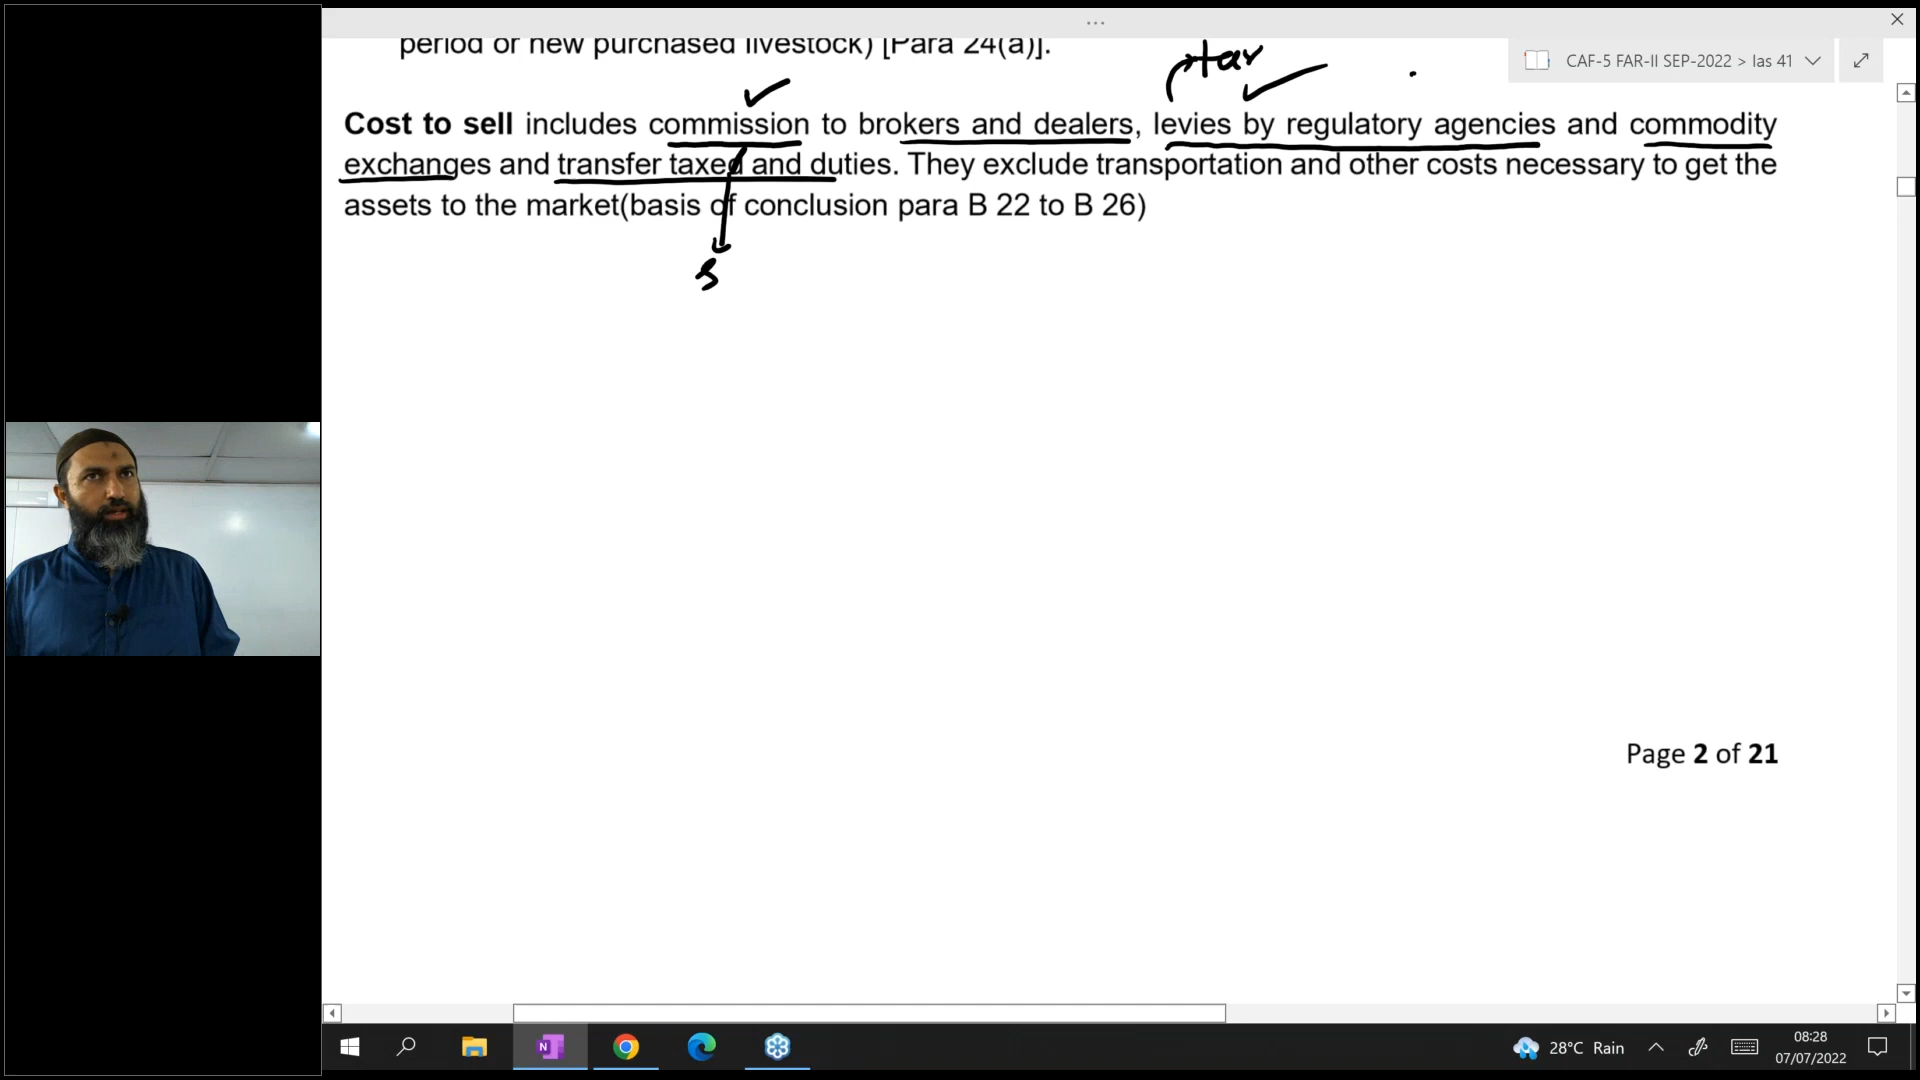 period or new purchased livestock) [Para 24(a)].
CAF-5 FAR-II SEP-2022 > Ias 41
Cost to sell includes commission to brokers and dealers, levies by regulatory agencies and commodity
exchanges and transfer taxed and duties. They exclude transportation and other costs necessary to get the
assets to the market(basis of conclusion para B 22 to B 26)
Page 2 of 21
28°C Rain
08:28
07/07/2022